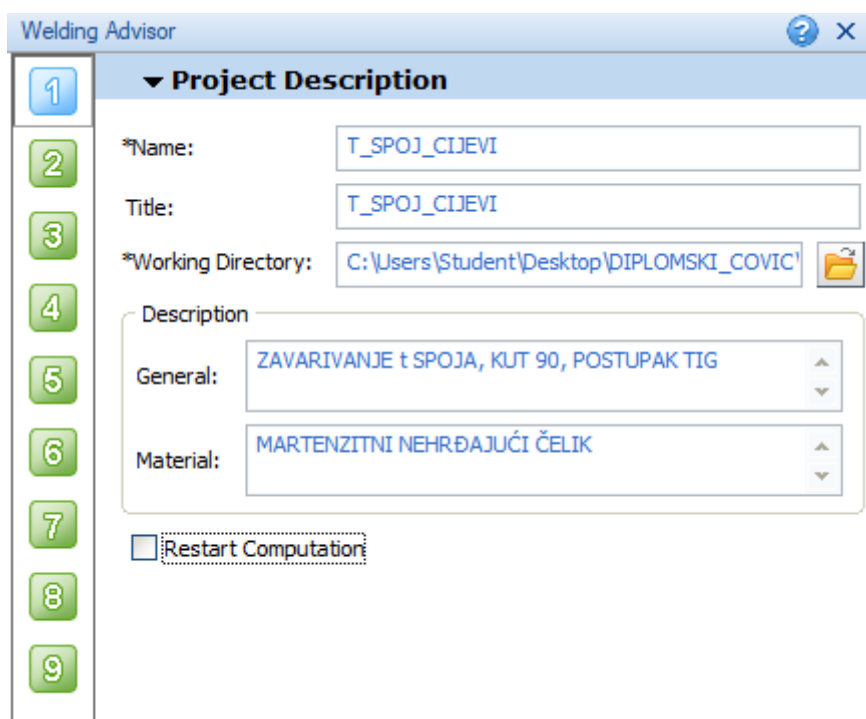 Welding Advisor
1
Project Description
2
*Name:
T_SPOJ_CIJEVI
Title:
T_SPOJ_CIJEVI
3
*Working Directory:
C:\Users\Student\Desktop\DIPLOMSKI_COVIC\
4
Description
General:
ZAVARIVANJE t SPOJA, KUT 90, POSTUPAK TIG
5
Material:
MARTENZITNI NEHRĐAJUĆI ČELIK
6
7
Restart Computation
8
9